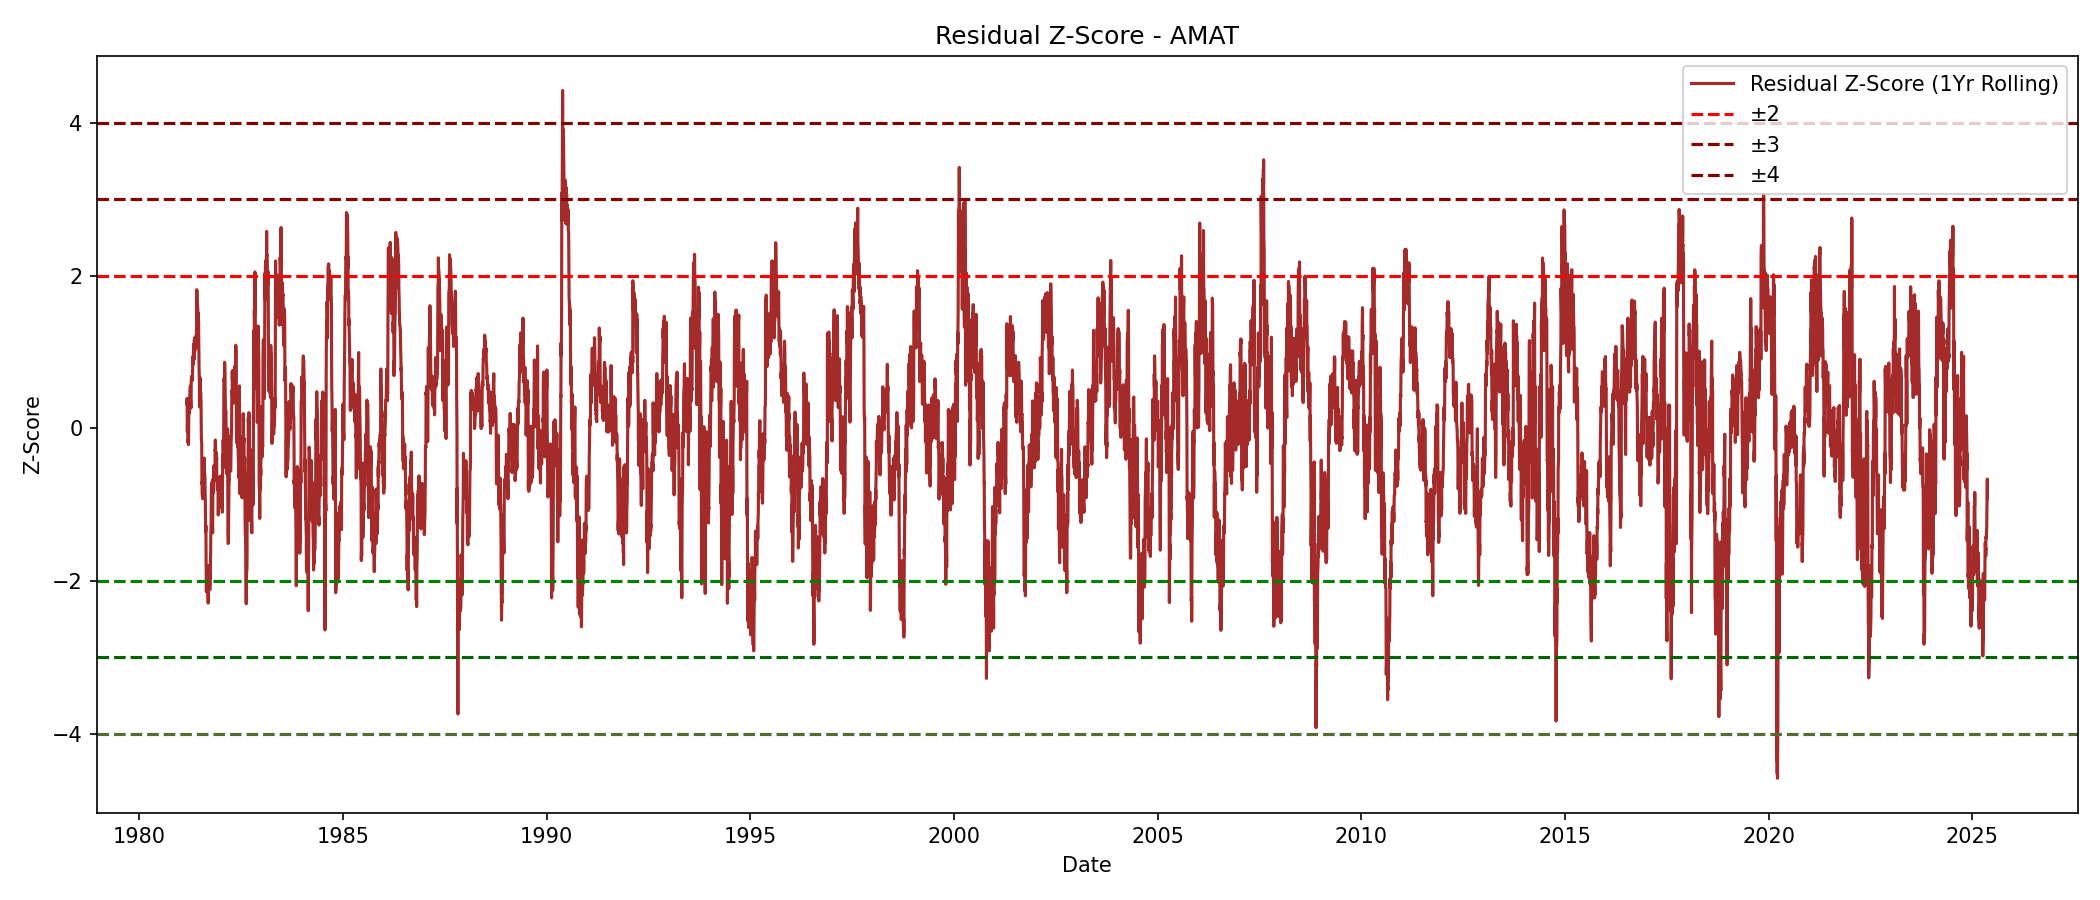 Residual Z-Score - AMAT
Residual Z-Score (1Yr Rolling)
±2
±3
±4
Z-Score
4
2
0
−2
−4
1980 1985 1990 1995 2000 2005 2010 2015 2020 2025
Date